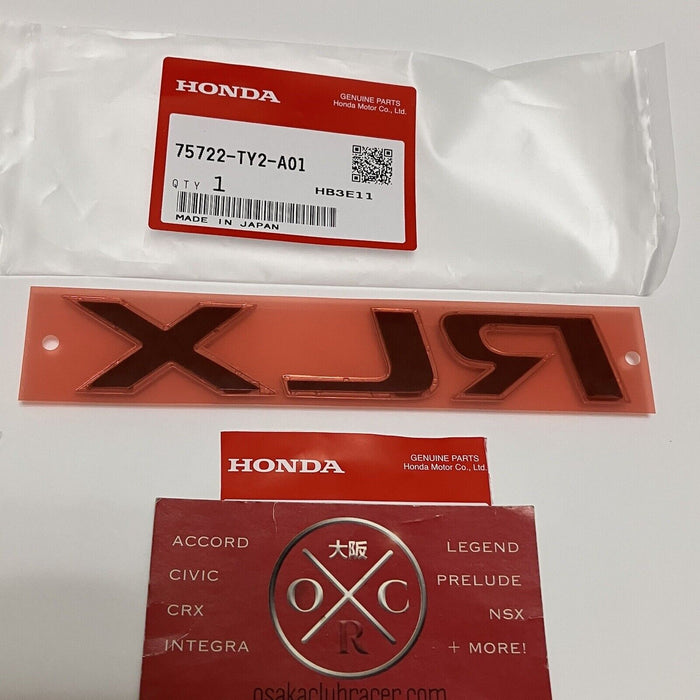 HONDA
GENUINE PARTS
Honda Motor Co., Ltd.
75722-TY2-A01
QTY 1
HB3E11
MADE IN JAPAN
RLX
HONDA
GENUINE PARTS
Honda Motor Co., Ltd.
ACCORD
CIVIC
CRX
INTEGRA
大阪
O C
R
LEGEND
PRELUDE
NSX
+ MORE!
osakaclubracer.com